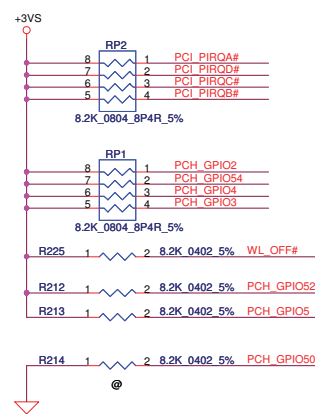 +3VS
RP2
8 1 PCI_PIRQA#
7 2 PCI_PIRQD#
6 3 PCI_PIRQC#
5 4 PCI_PIRQB#
8.2K_0804_8P4R_5%
RP1
8 1 PCH_GPIO2
7 2 PCH_GPIO54
6 3 PCH_GPIO4
5 4 PCH_GPIO3
8.2K_0804_8P4R_5%
R225 1 2 8.2K_0402_5% WL_OFF#
R212 1 2 8.2K_0402_5% PCH_GPIO52
R213 1 2 8.2K_0402_5% PCH_GPIO5
R214 1 2 8.2K_0402_5% PCH_GPIO50
@